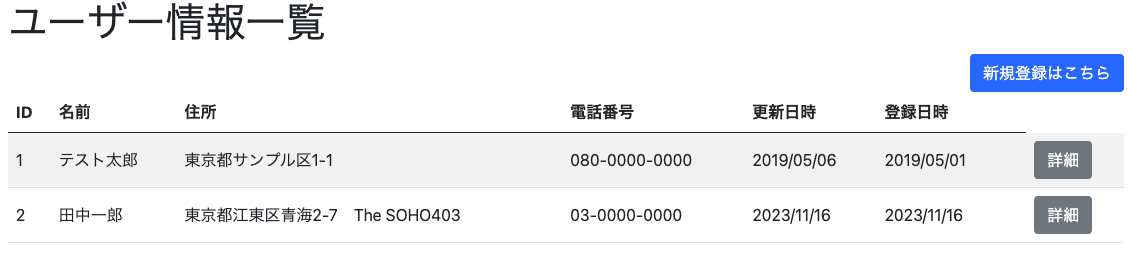 ユーザー情報一覧
新規登録はこちら
ID 名前 住所 電話番号 更新日時 登録日時
1 テスト太郎 東京都サンプル区1-1 080-0000-0000 2019/05/06 2019/05/01 詳細
2 田中一郎 東京都江東区青海2-7　The SOHO403 03-0000-0000 2023/11/16 2023/11/16 詳細